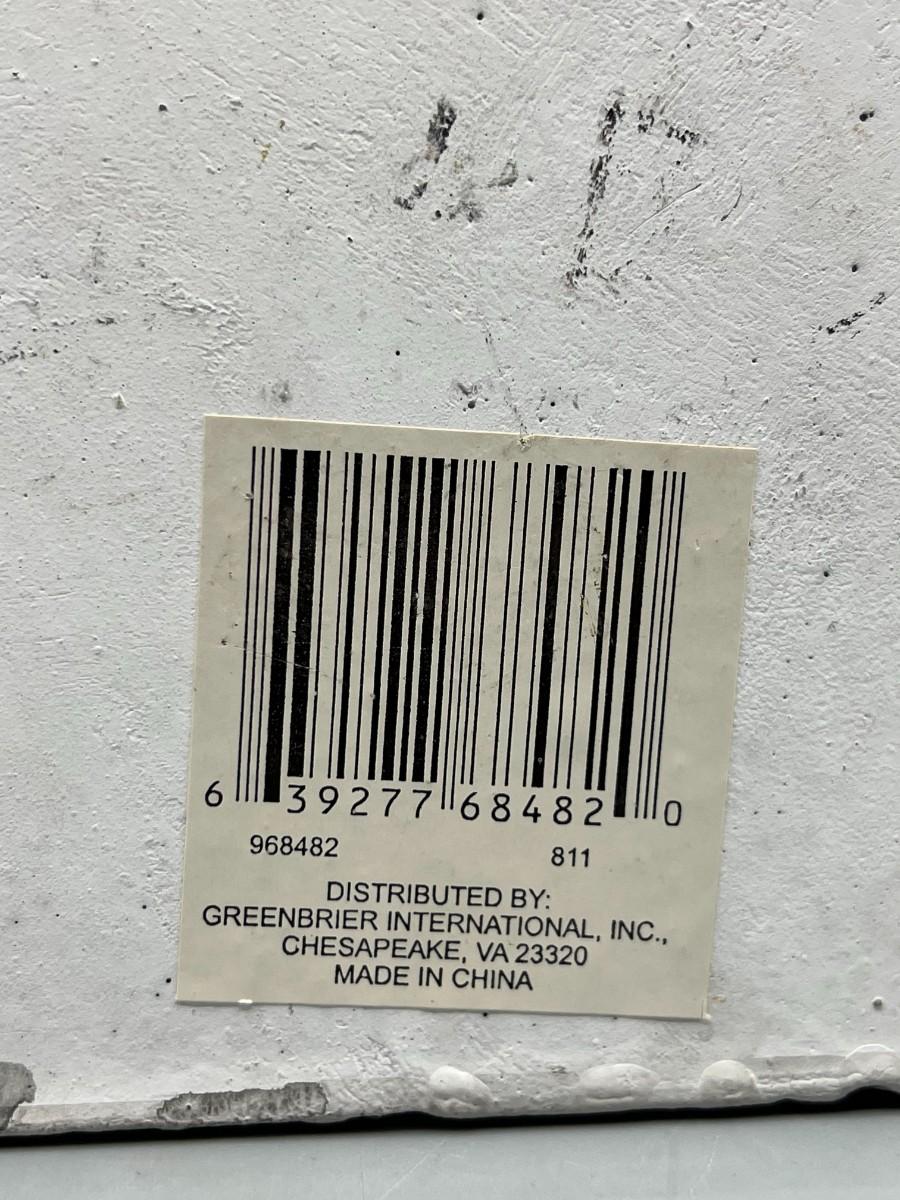 6 39277 68482 0
968482 811
DISTRIBUTED BY:
GREENBRIER INTERNATIONAL, INC.,
CHESAPEAKE, VA 23320
MADE IN CHINA